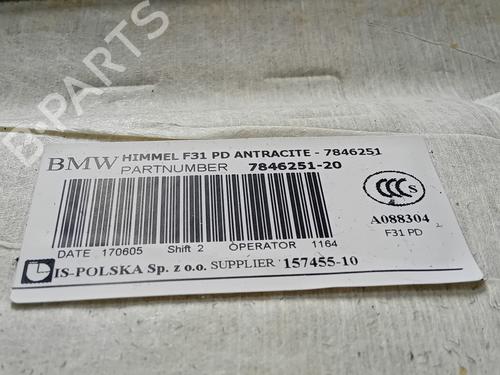 B-PARTS
BMW HIMMEL F31 PD ANTRACITE - 7846251
PARTNUMBER 7846251-20
CCC S
A088304
F31 PD 2
DATE 170605 Shift 2 OPERATOR 1164
IS-POLSKA Sp. z o.o. SUPPLIER 157455-10